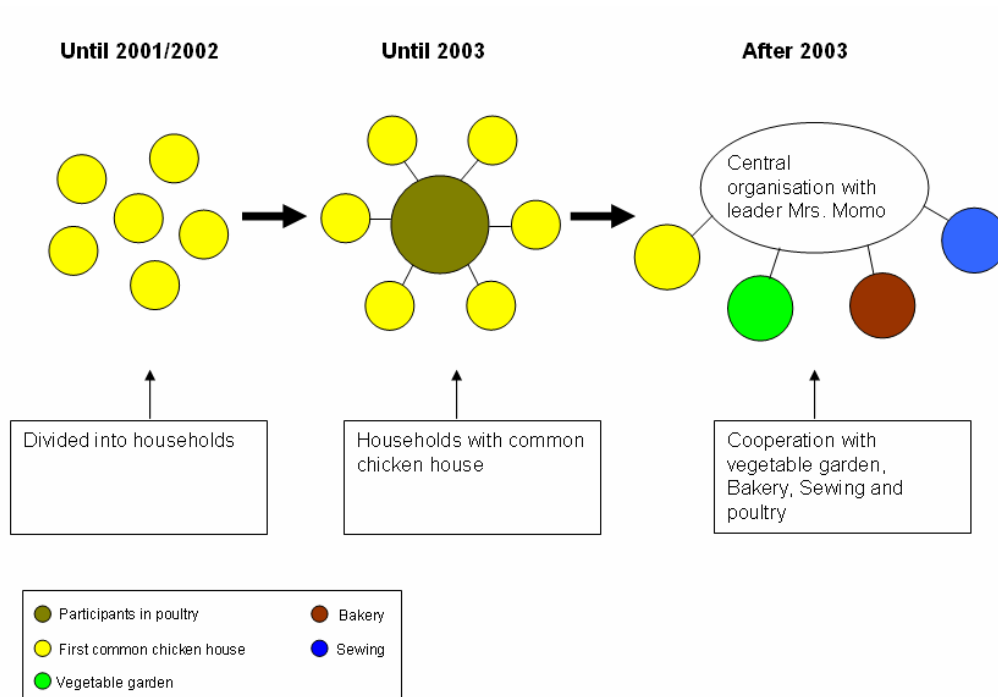 Until 2001/2002
Until 2003
After 2003
Central
organisation with
leader Mrs. Momo
Divided into households
Households with common
chicken house
Cooperation with
vegetable garden,
Bakery, Sewing and
poultry
Participants in poultry
First common chicken house
Vegetable garden
Bakery
Sewing